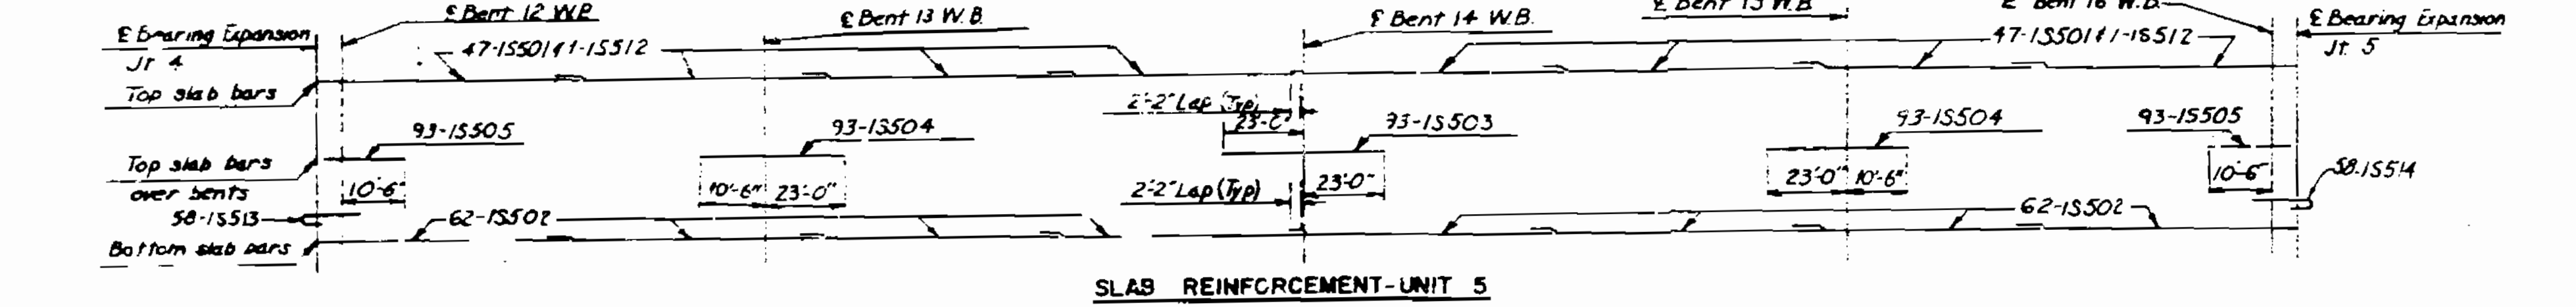 ₵ Bearing Expansion
Jt 4
₵ Bent 12 W.B.
₵ Bent 13 W.B.
₵ Bent 14 W.B.
₵ Bent 15 W.B.
₵ Bent 16 W.B.
₵ Bearing Expansion
Jt. 5
47-1S501 & 1-1S512
47-1S501 & 1-1S512
Top slab bars
2'-2" Lap (Typ)
23'-0"
93-1S505
93-1S504
93-1S503
93-1S504
93-1S505
Top slab bars
over bents
10'-6"
10'-6"
23'-0"
2'-2" Lap (Typ)
23'-0"
23'-0"
10'-6"
10'-6"
58-1S514
58-1S513
62-1S502
62-1S502
Bottom slab bars
SLAB REINFORCEMENT-UNIT 5